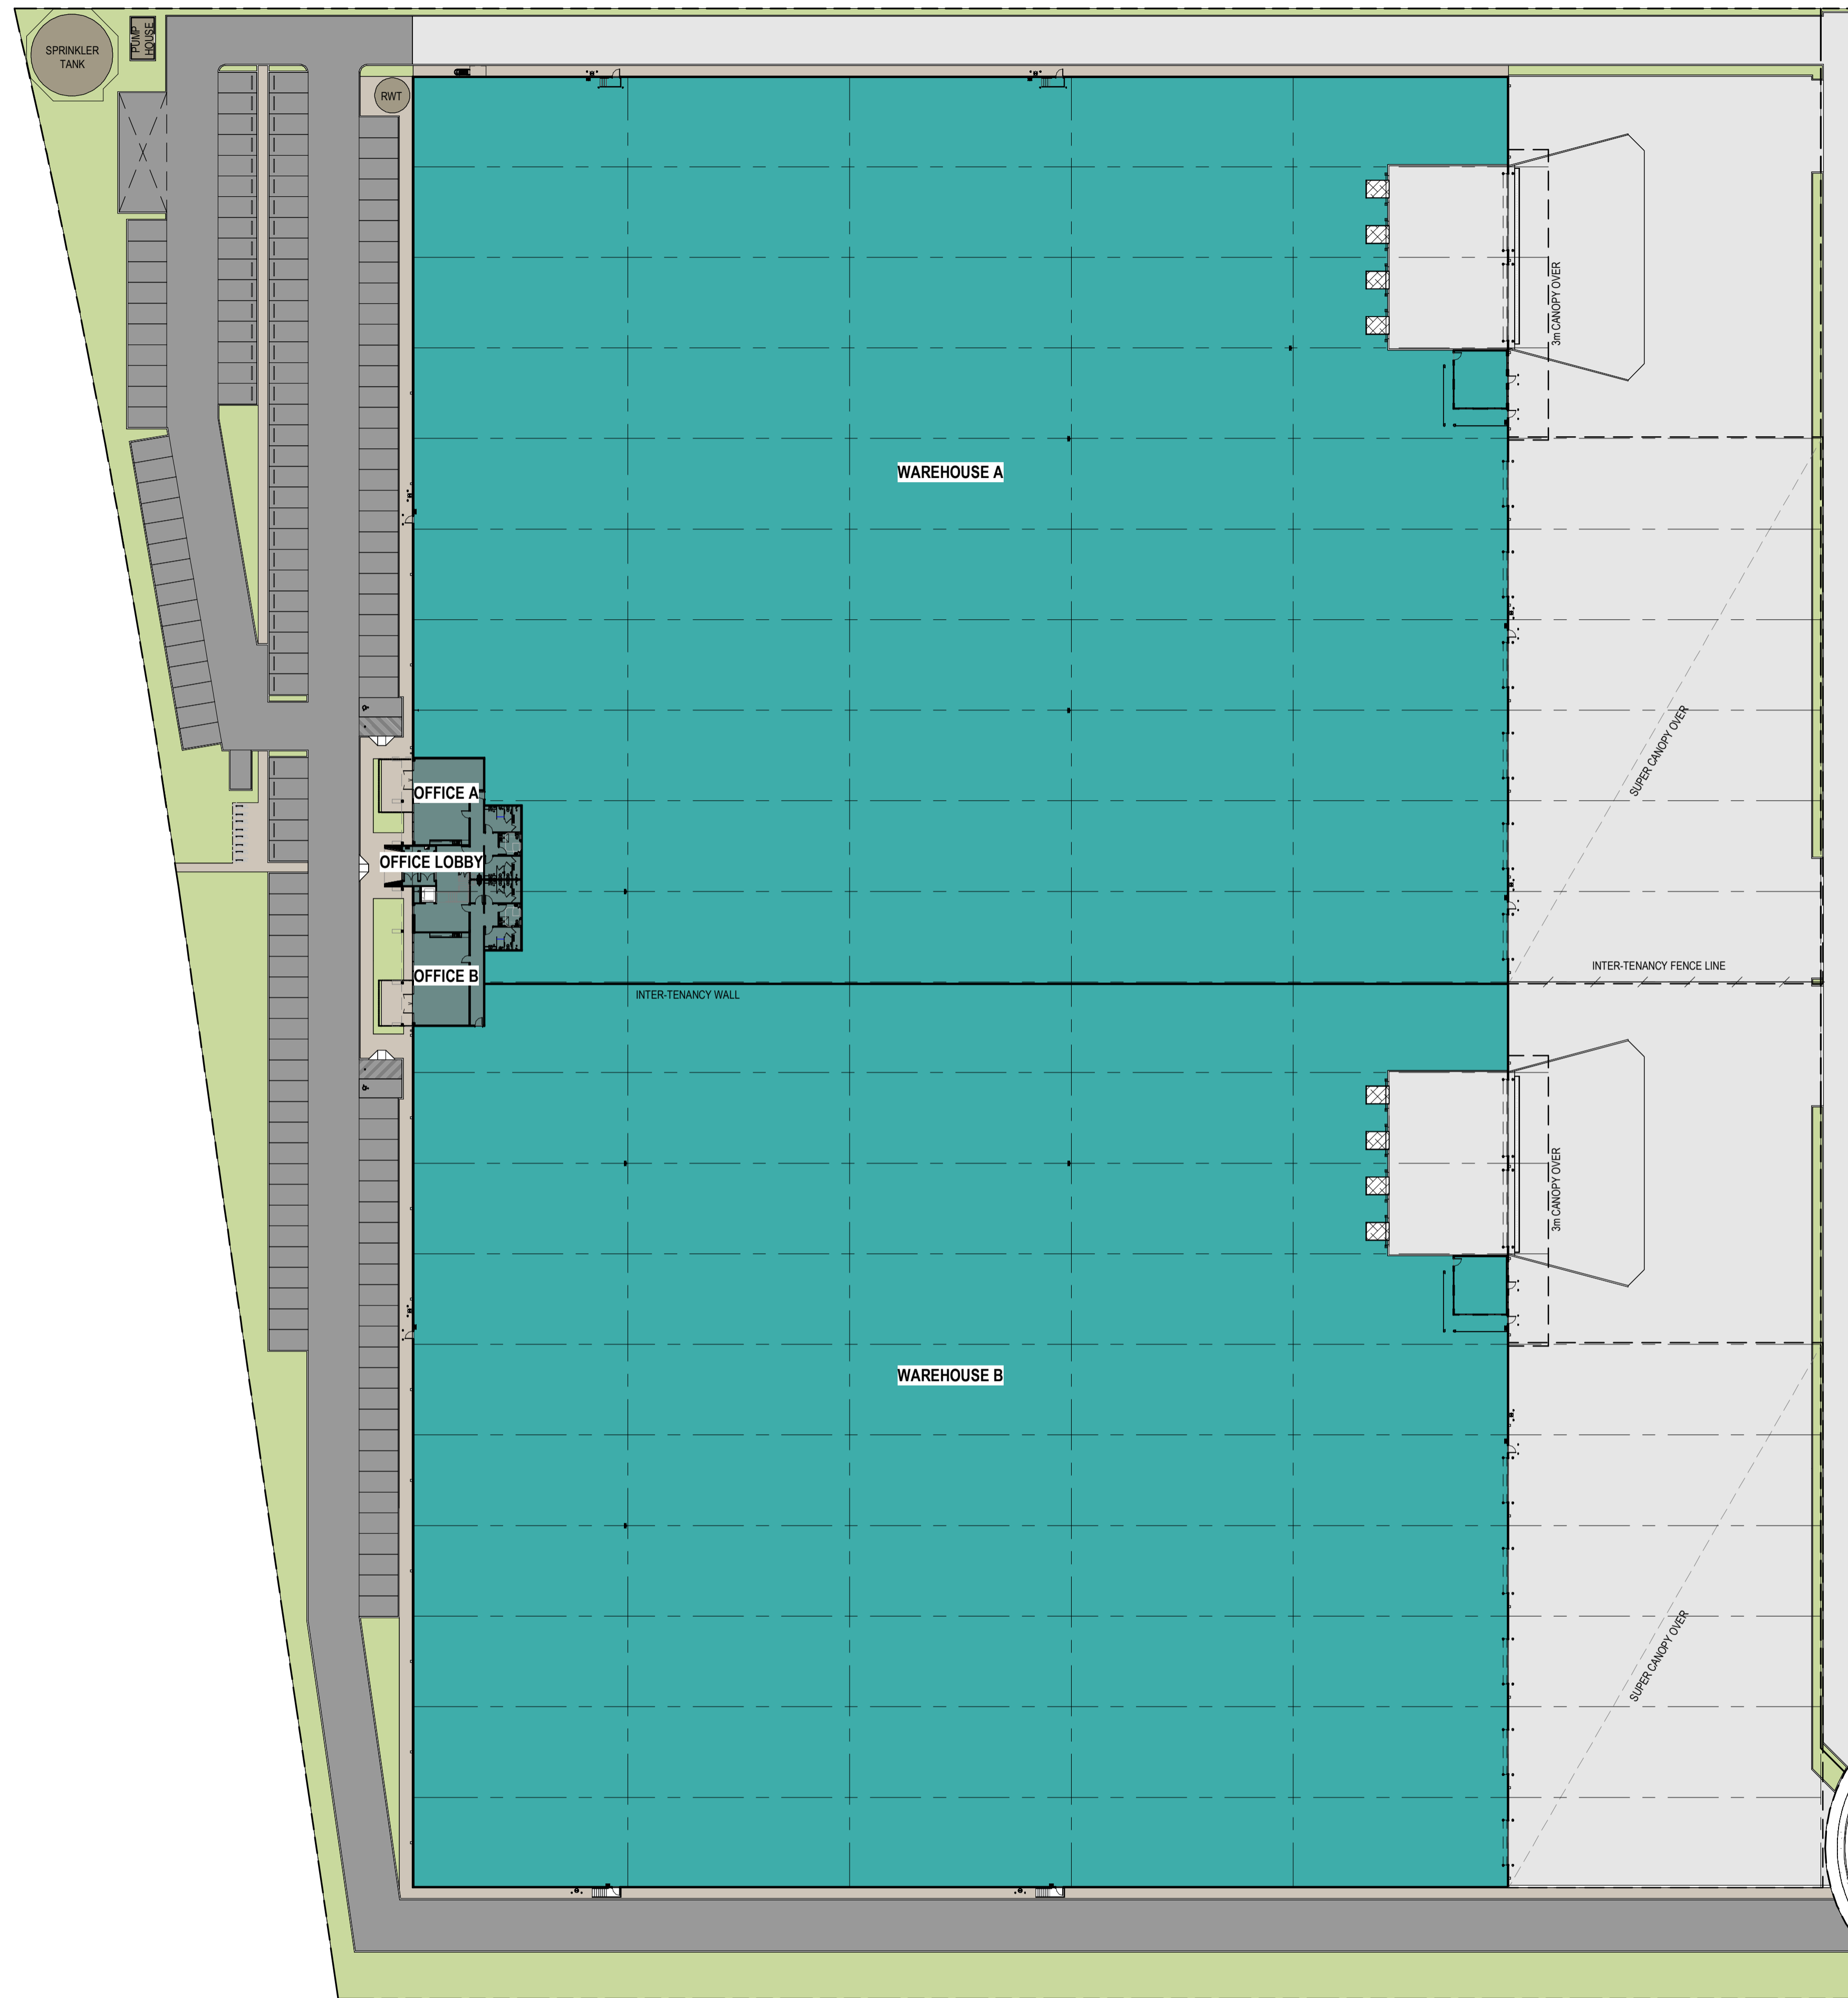 SPRINKLER
TANK
PUMP
HOUSE
RWT
3m CANOPY OVER
WAREHOUSE A
SUPER CANOPY OVER
OFFICE A
OFFICE LOBBY
OFFICE B
INTER-TENANCY FENCE LINE
INTER-TENANCY WALL
3m CANOPY OVER
WAREHOUSE B
SUPER CANOPY OVER